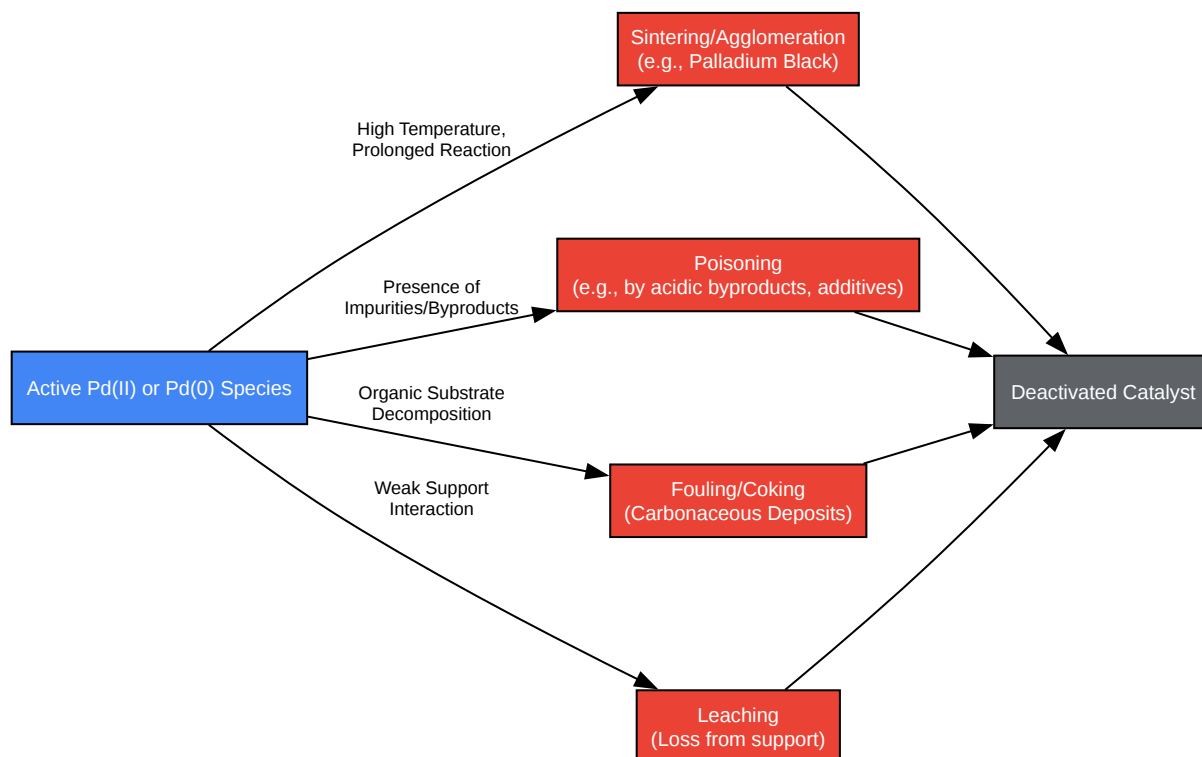 Sintering/Agglomeration
(e.g., Palladium Black)
High Temperature,
Prolonged Reaction
Poisoning
(e.g., by acidic byproducts, additives)
Presence of
Impurities/Byproducts
Active Pd(II) or Pd(0) Species
Deactivated Catalyst
Organic Substrate
Decomposition
Fouling/Coking
(Carbonaceous Deposits)
Weak Support
Interaction
Leaching
(Loss from support)